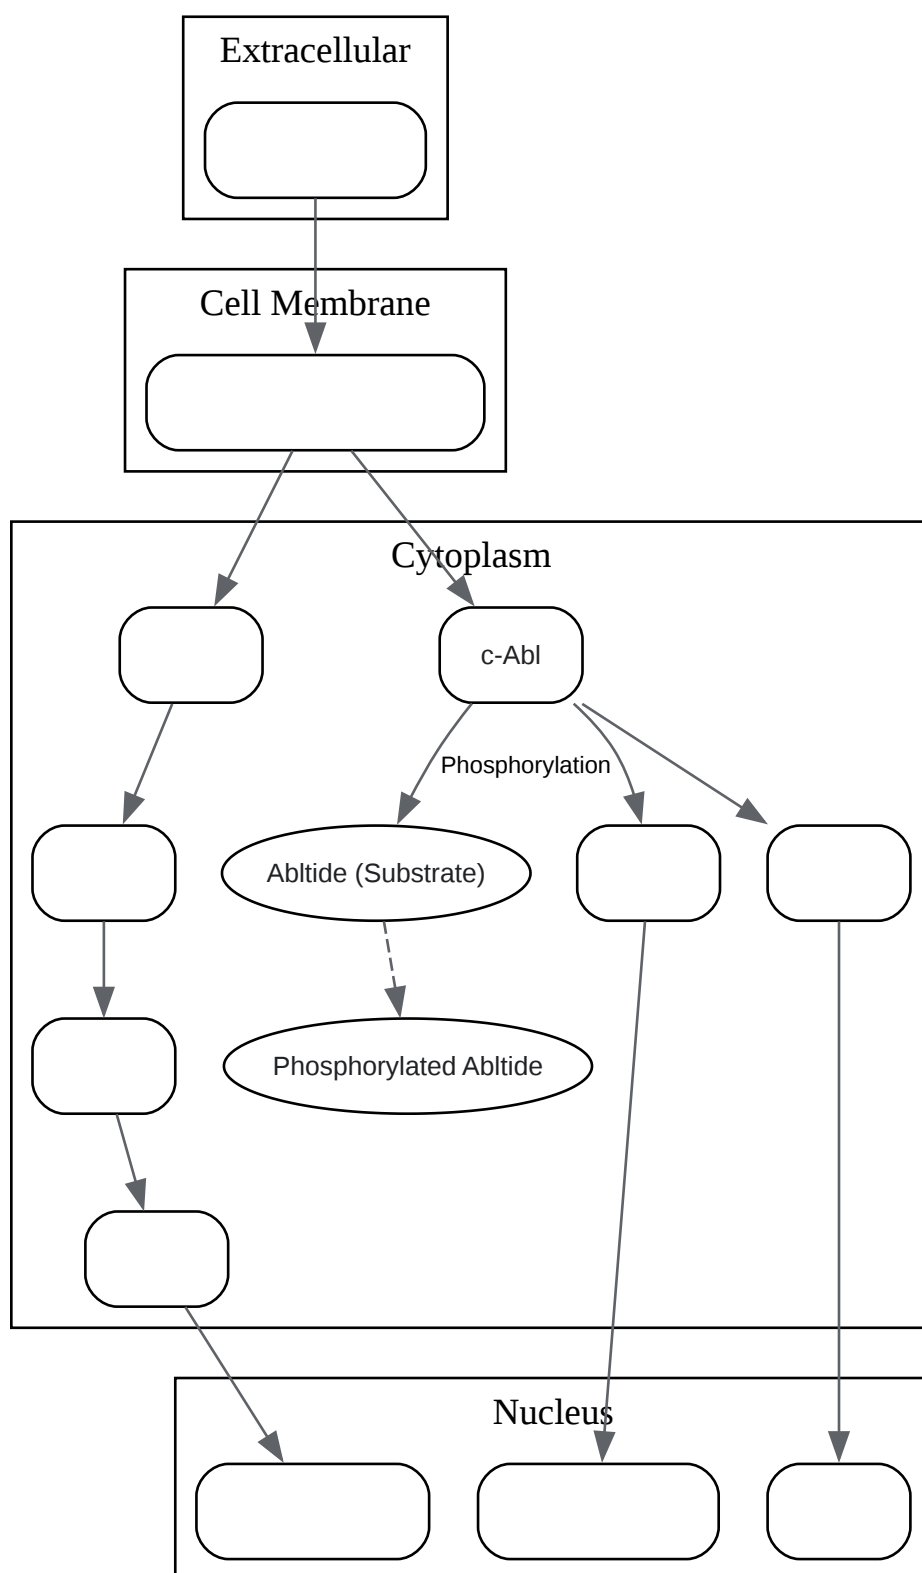 Extracellular
Cell Membrane
Cytoplasm
c-Abl
Phosphorylation
Abltide (Substrate)
Phosphorylated Abltide
Nucleus